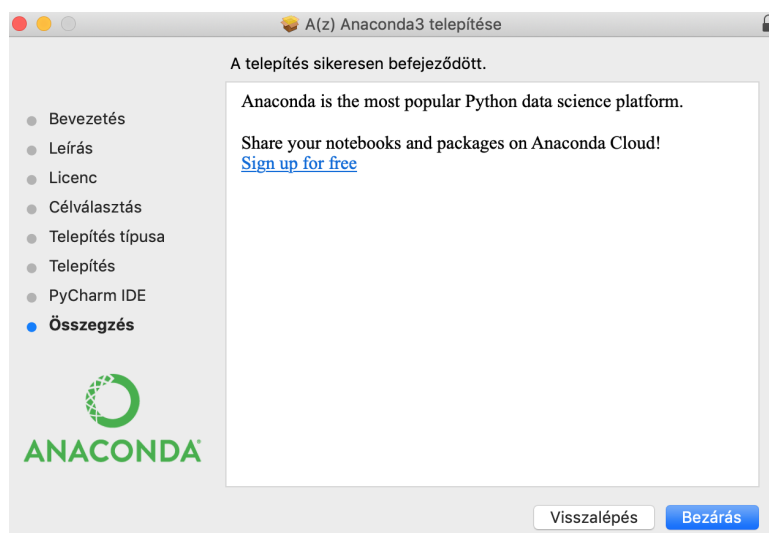 A(z) Anaconda3 telepítése
A telepítés sikeresen befejeződött.
Bevezetés
Leírás
Licenc
Célválasztás
Telepítés típusa
Telepítés
PyCharm IDE
Összegzés
ANACONDA
Anaconda is the most popular Python data science platform.
Share your notebooks and packages on Anaconda Cloud!
Sign up for free
Visszalépés
Bezárás